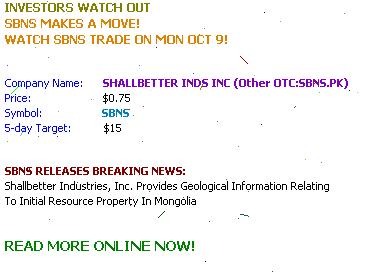 INVESTORS WATCH OUT
SBNS MAKES A MOVE!
WATCH SBNS TRADE ON MON OCT 9!
Company Name: SHALLBETTER INDS INC (Other OTC:SBNS.PK)
Price: $0.75
Symbol: SBNS
5-day Target: $15
SBNS RELEASES BREAKING NEWS:
Shallbetter Industries, Inc. Provides Geological Information Relating
To Initial Resource Property In Mongolia
READ MORE ONLINE NOW!